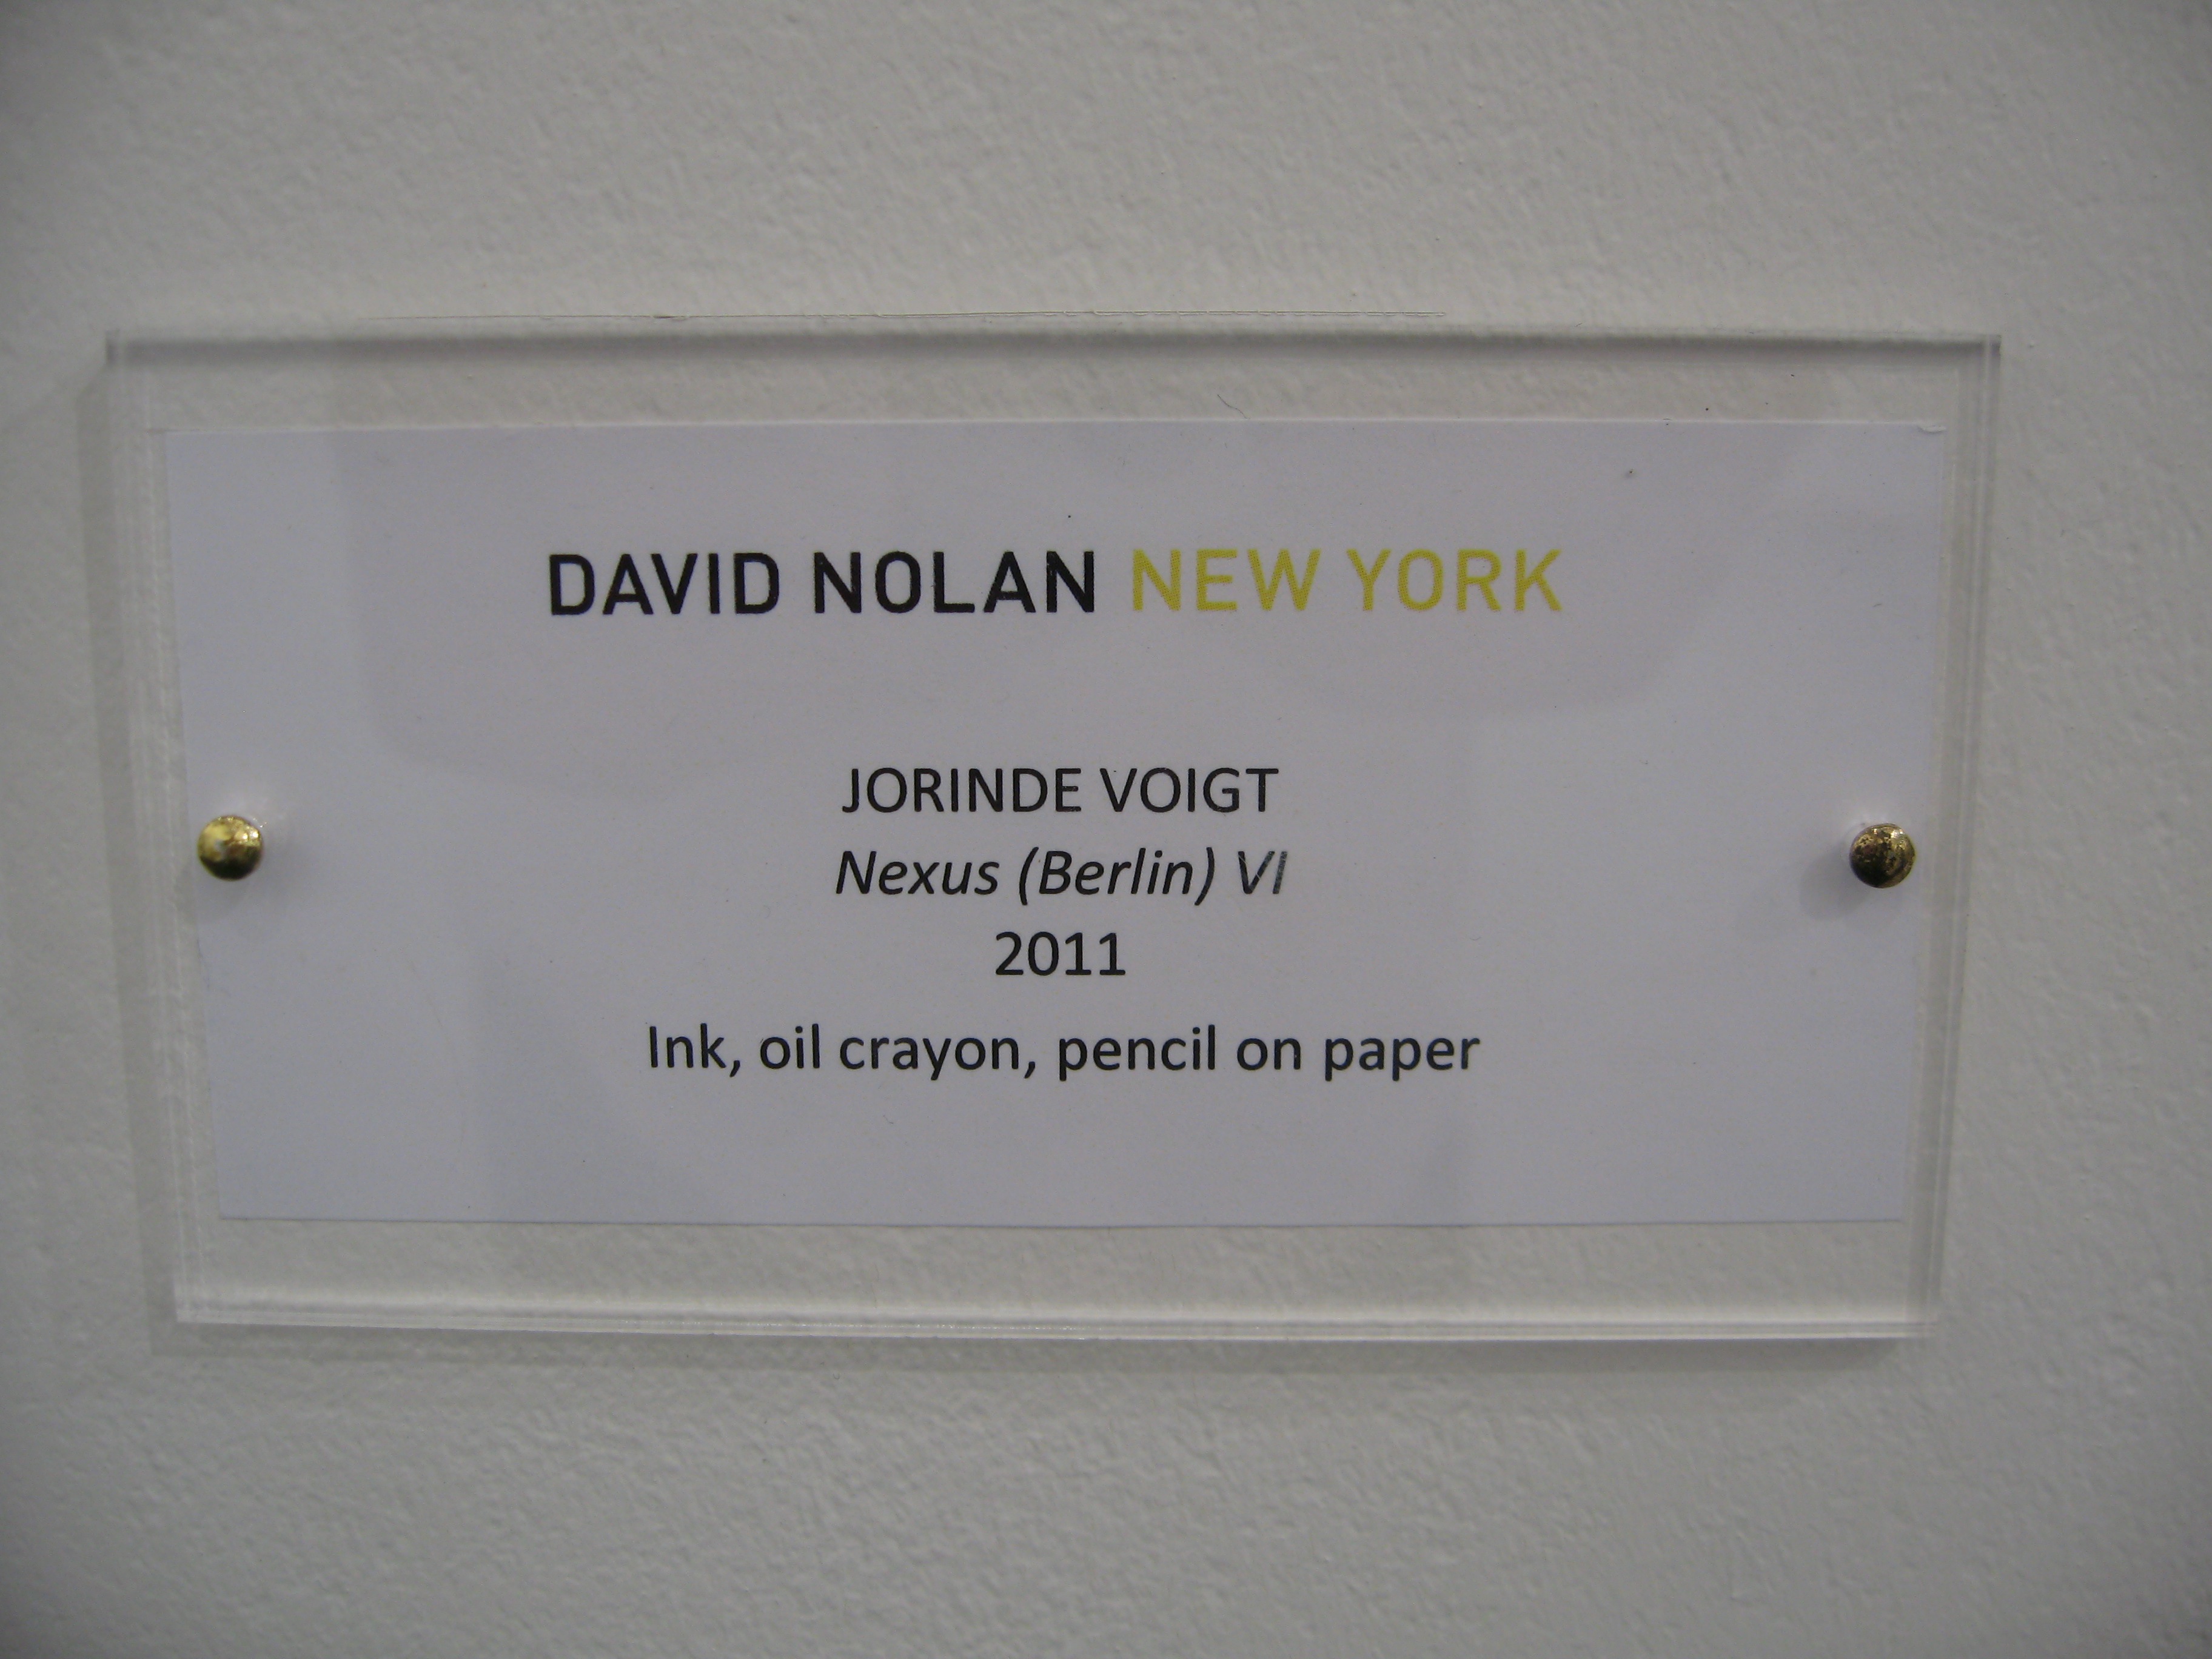 DAVID NOLAN NEW YORK
JORINDE VOIGT
Nexus (Berlin) VI
2011
Ink, oil crayon, pencil on paper